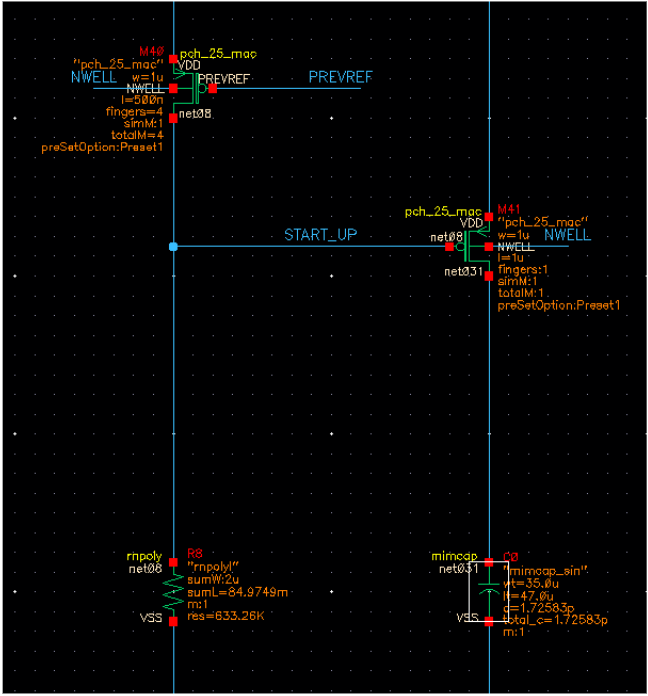 M40 pch_25_mac
"pch_25_mac" VDD
NWELL w=1u PREVREF PREVREF
NWELL
l=500n
fingers=4 net08
simM:1
totalM=4
preSetOption:Preset1
pch_25_mac M41
VDD "pch_25_mac"
START_UP net08 w=1u NWELL
NWELL
l=1u
net031 fingers:1
simM:1
totalM:1
preSetOption:Preset1
rnpoly R8
net08 "rnpolyl"
sumW:2u
sumL=84.9749m
m:1
VSS res=633.26K
mimcap C0
net031 "mimcap_sin"
wt=35.0u
lt=47.0u
c=1.72583p
VSS total_c=1.72583p
m:1